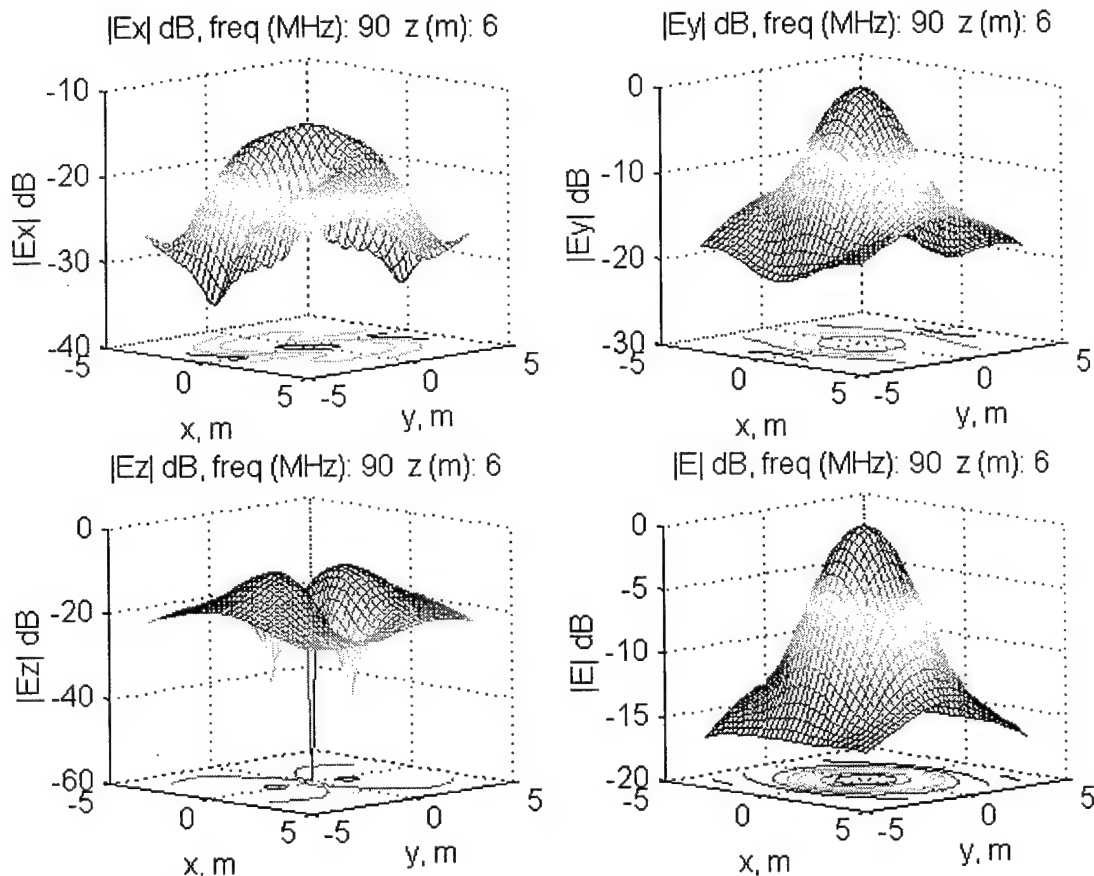 |Ex| dB, freq (MHz): 90 z (m): 6
-10
-20
-30
-40
|Ex| dB
-5
0
5
x, m
-5
0
5
y, m
|Ey| dB, freq (MHz): 90 z (m): 6
0
-10
-20
-30
|Ey| dB
-5
0
5
x, m
-5
0
5
y, m
|Ez| dB, freq (MHz): 90 z (m): 6
0
-20
-40
-60
|Ez| dB
-5
0
5
x, m
-5
0
5
y, m
|E| dB, freq (MHz): 90 z (m): 6
0
-5
-10
-15
-20
|E| dB
-5
0
5
x, m
-5
0
5
y, m